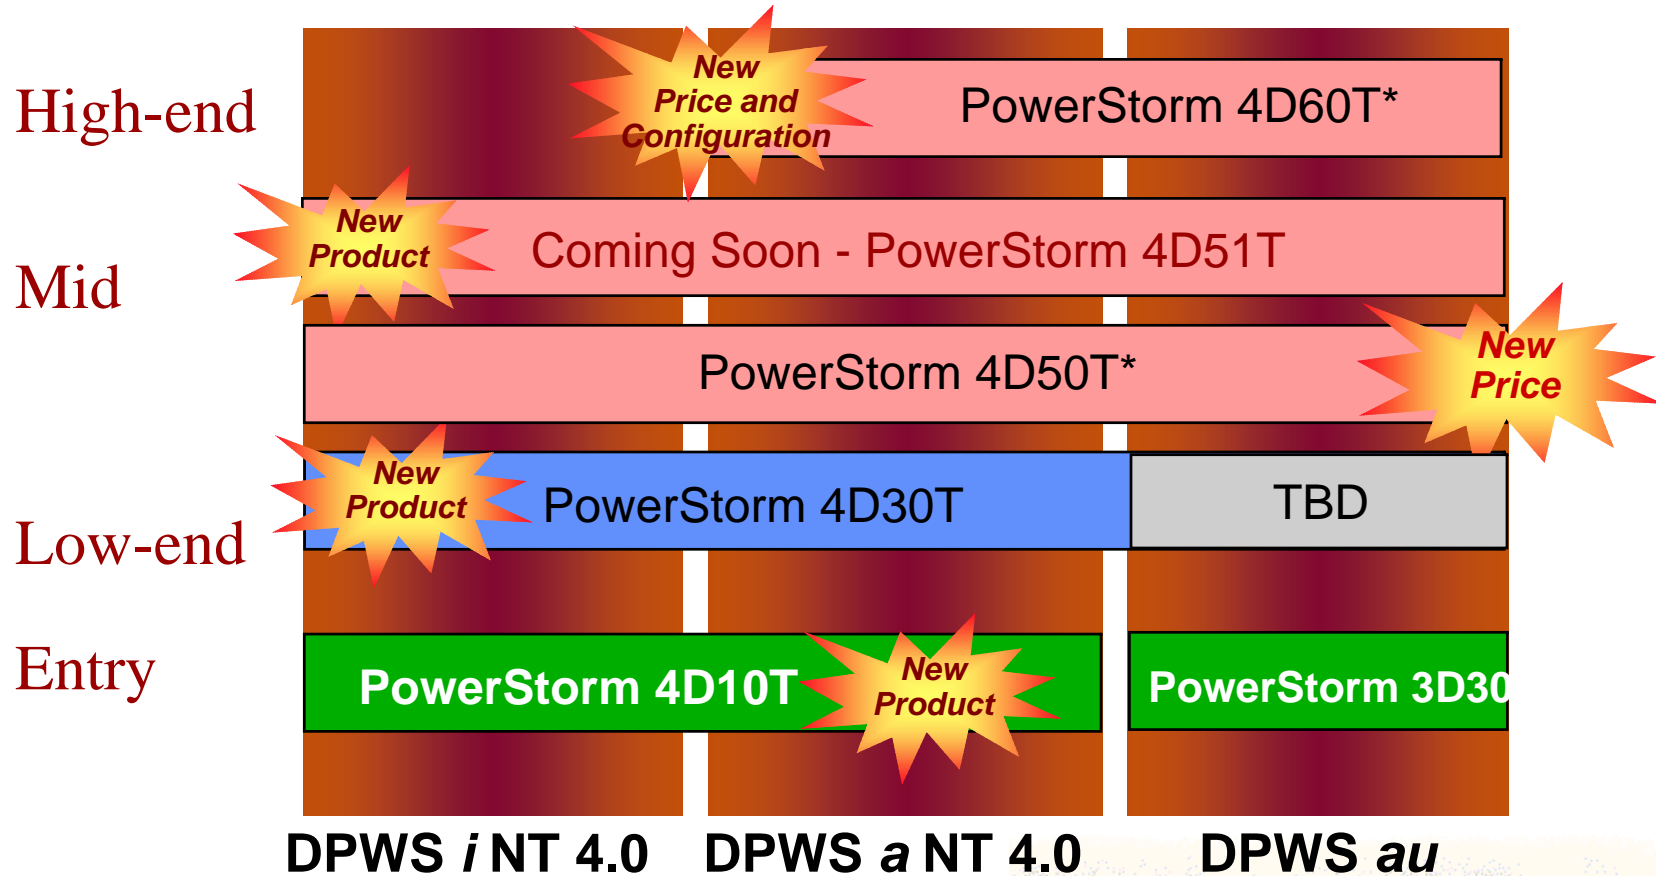 High-end
New
Price and
Configuration
PowerStorm 4D60T*
New
Product
Coming Soon - PowerStorm 4D51T
Mid
PowerStorm 4D50T*
New
Price
Low-end
New
Product
PowerStorm 4D30T
TBD
Entry
PowerStorm 4D10T
New
Product
PowerStorm 3D30
DPWS i NT 4.0
DPWS a NT 4.0
DPWS au